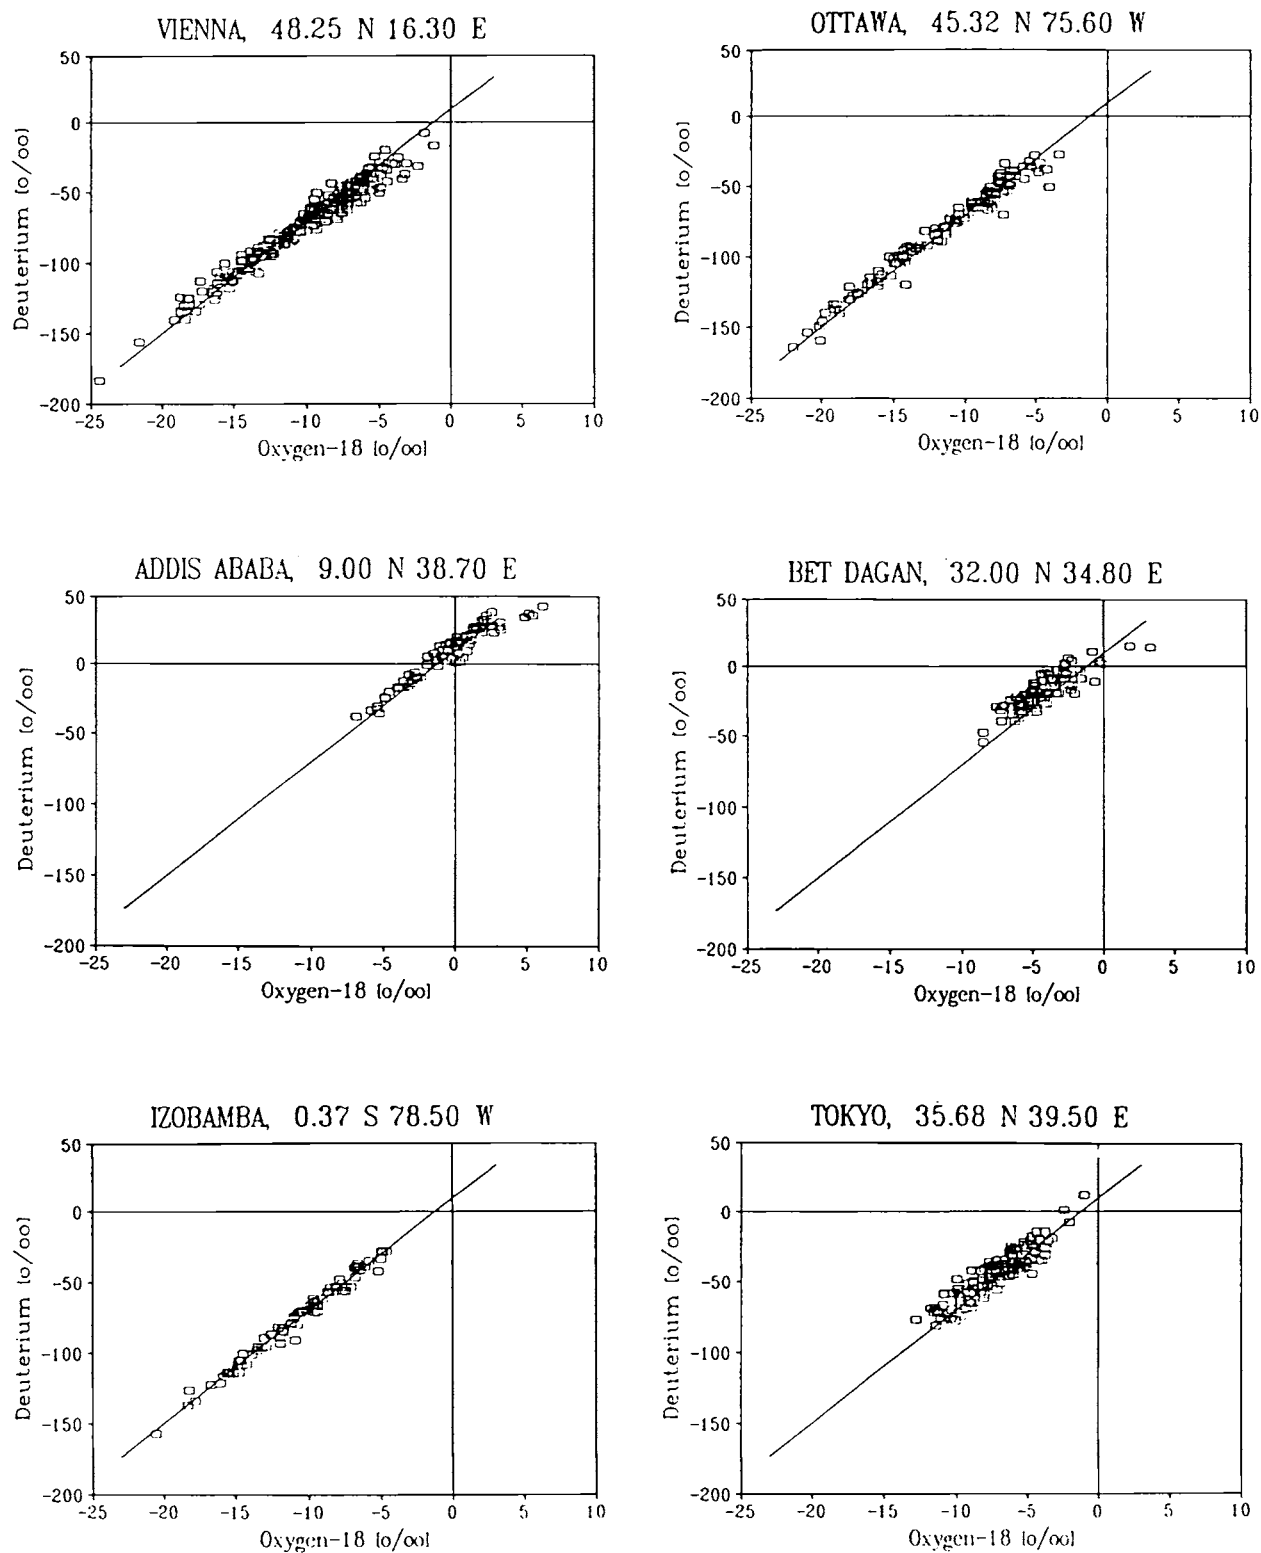 VIENNA, 48.25 N 16.30 E
50
0
-50
-100
-150
-200
Deuterium [o/oo]
-25 -20 -15 -10 -5 0 5 10
Oxygen-18 [o/oo]
OTTAWA, 45.32 N 75.60 W
50
0
-50
-100
-150
-200
Deuterium [o/oo]
-25 -20 -15 -10 -5 0 5 10
Oxygen-18 [o/oo]
ADDIS ABABA, 9.00 N 38.70 E
50
0
-50
-100
-150
-200
Deuterium [o/oo]
-25 -20 -15 -10 -5 0 5 10
Oxygen-18 [o/oo]
BET DAGAN, 32.00 N 34.80 E
50
0
-50
-100
-150
-200
Deuterium [o/oo]
-25 -20 -15 -10 -5 0 5 10
Oxygen-18 [o/oo]
IZOBAMBA, 0.37 S 78.50 W
50
0
-50
-100
-150
-200
Deuterium [o/oo]
-25 -20 -15 -10 -5 0 5 10
Oxygen-18 [o/oo]
TOKYO, 35.68 N 39.50 E
50
0
-50
-100
-150
-200
Deuterium [o/oo]
-25 -20 -15 -10 -5 0 5 10
Oxygen-18 [o/oo]